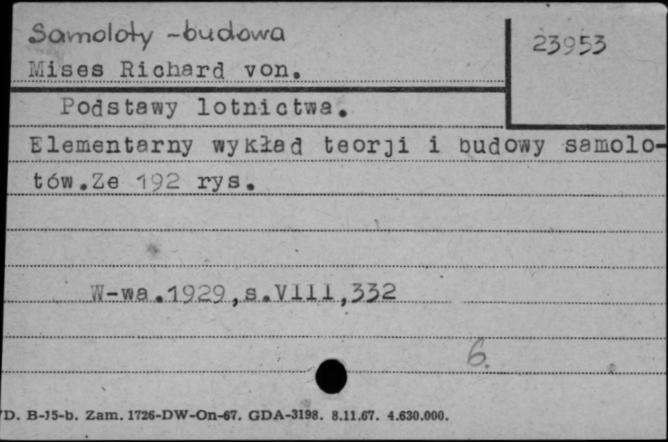 Samoloty -budowa
23953
Mises Richard von.
Podstawy lotnictwa.
Elementarny wykład teorji i budowy samolo-
tów.Ze 192 rys.
W-wa.1929,s.VIII,332
6.
D. B-15-b. Zam. 1726-DW-On-67. GDA-3198. 8.11.67. 4.630.000.